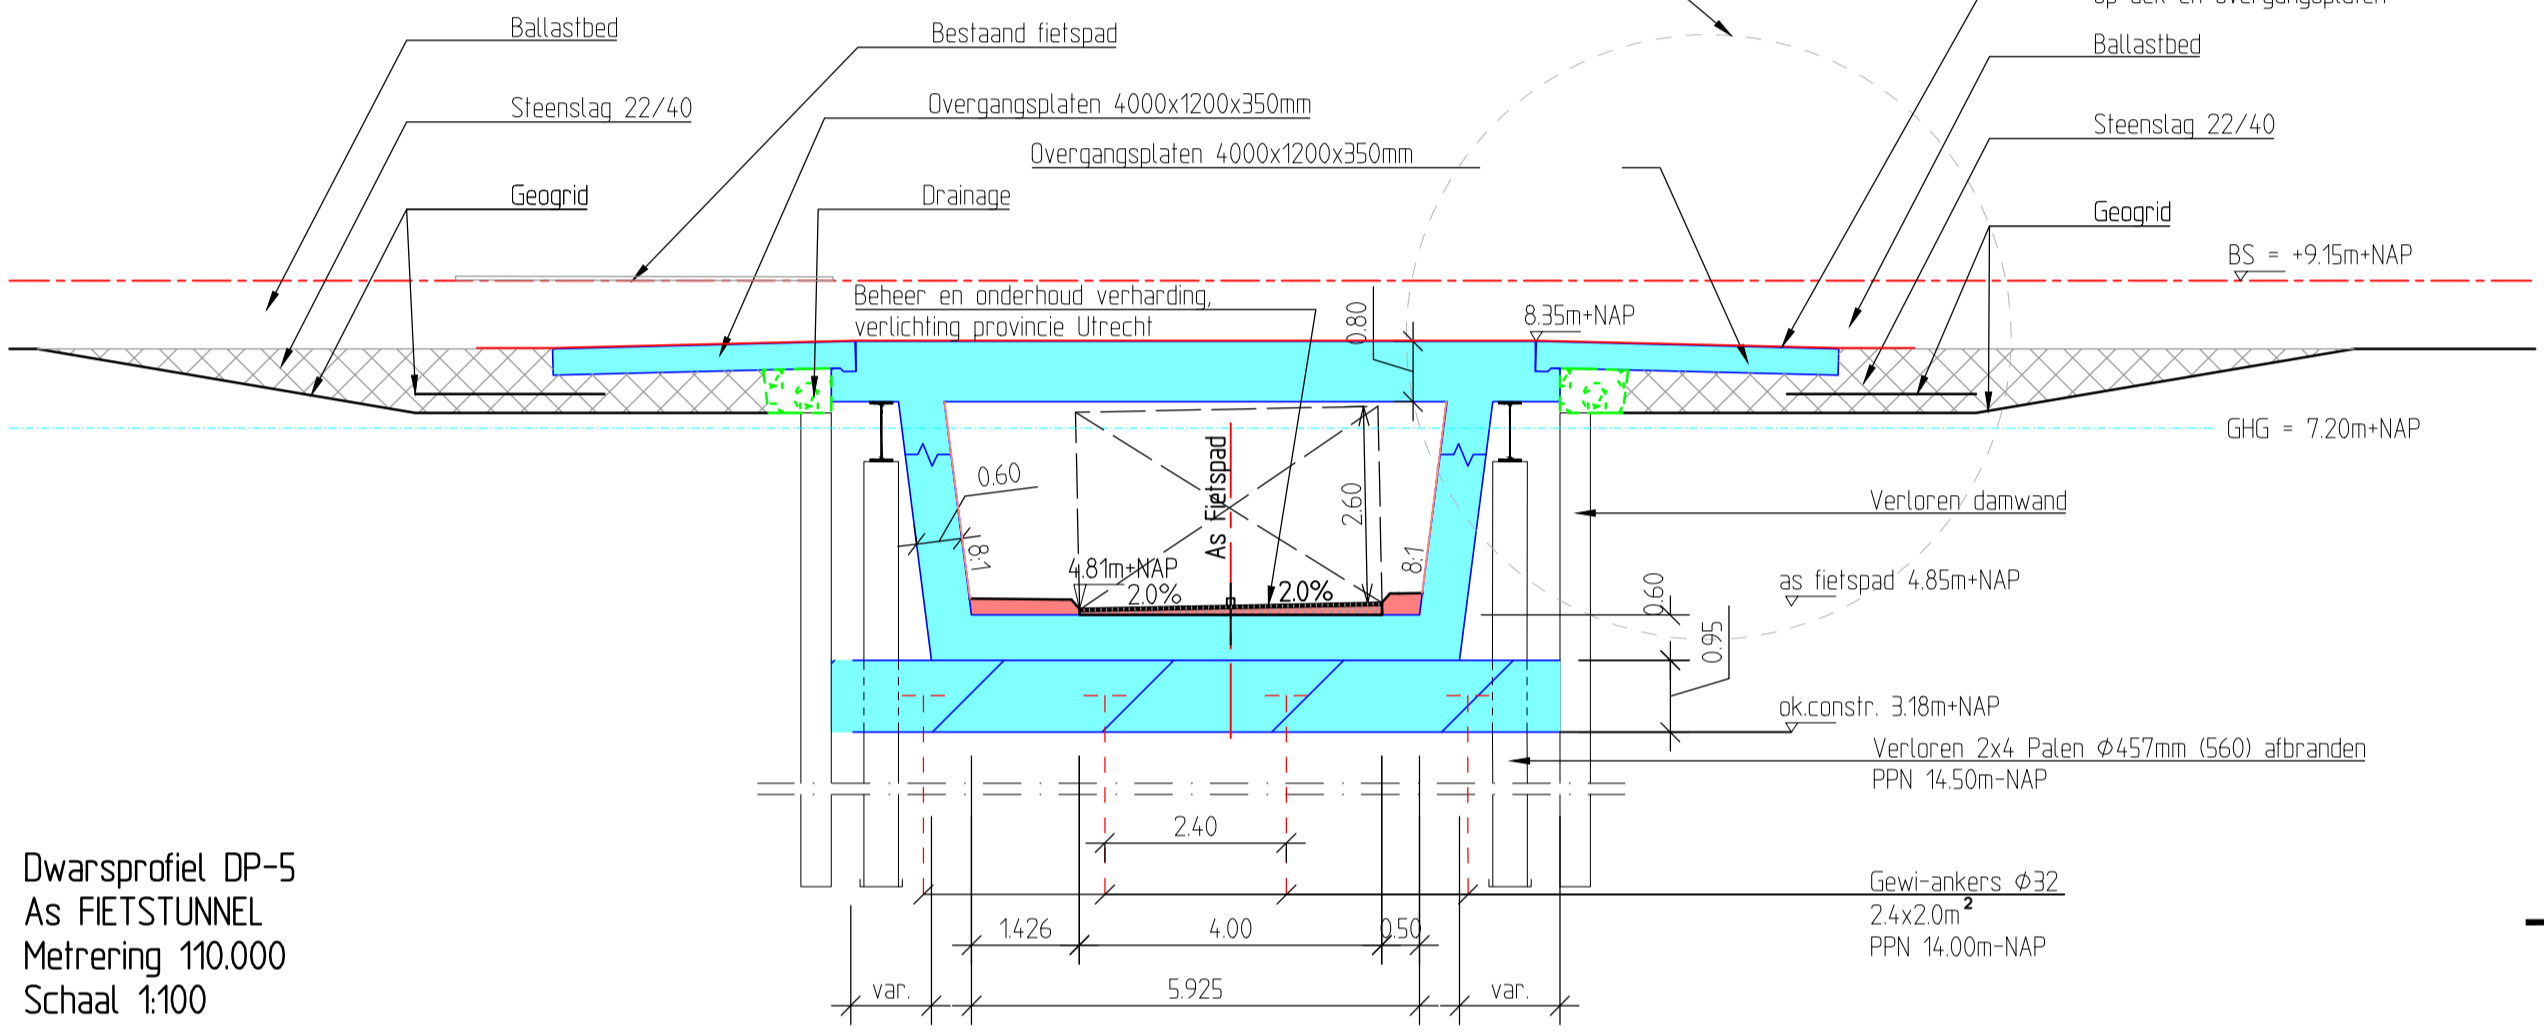 Ballastbed
Bestaand fietspad
Ballastbed
Steenslag 22/40
Overgangsplaten 4000x1200x350mm
Steenslag 22/40
Overgangsplaten 4000x1200x350mm
Geogrid
Drainage
Geogrid
BS = +9.15m+NAP
Beheer en onderhoud verharding,
verlichting provincie Utrecht
0.80
8.35m+NAP
GHG = 7.20m+NAP
As Fietspad
0.60
2.60
Verloren damwand
8:1
8:1
4.81m+NAP
2.0%
2.0%
as fietspad 4.85m+NAP
0.60
0.95
ok.constr. 3.18m+NAP
Verloren 2x4 Palen Ø457mm (560) afbranden
PPN 14.50m-NAP
2.40
Dwarsprofiel DP-5
As FIETSTUNNEL
Metrering 110.000
Schaal 1:100
Gewi-ankers Ø32
2.4x2.0m²
PPN 14.00m-NAP
1.426
4.00
0.50
var.
5.925
var.